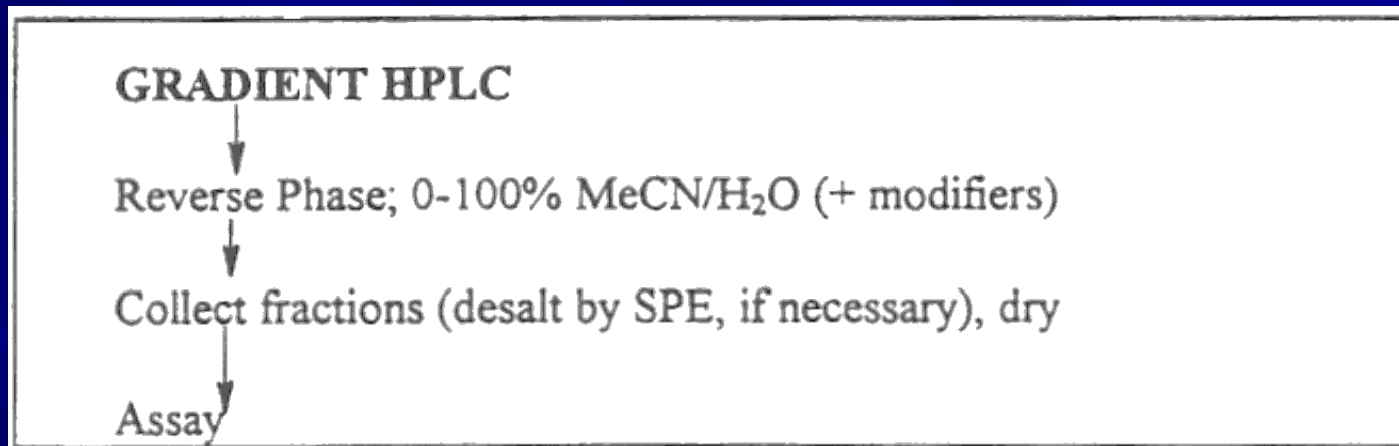 GRADIENT HPLC
Reverse Phase; 0-100% MeCN/H₂O (+ modifiers)
Collect fractions (desalt by SPE, if necessary), dry
Assay